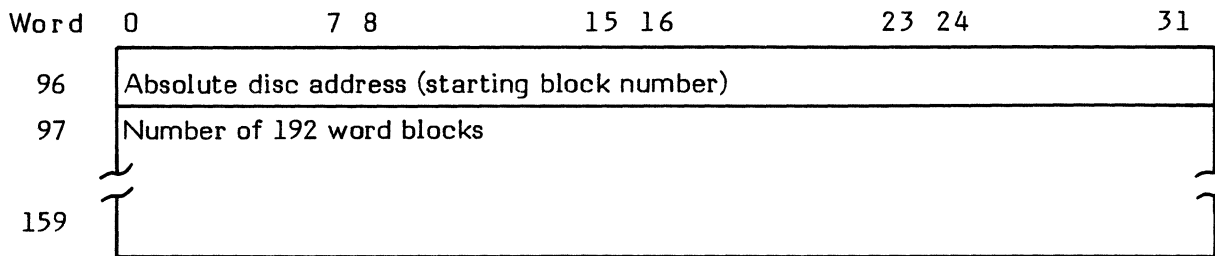 Word 0 7 8 15 16 23 24 31
96 Absolute disc address (starting block number)
97 Number of 192 word blocks
159